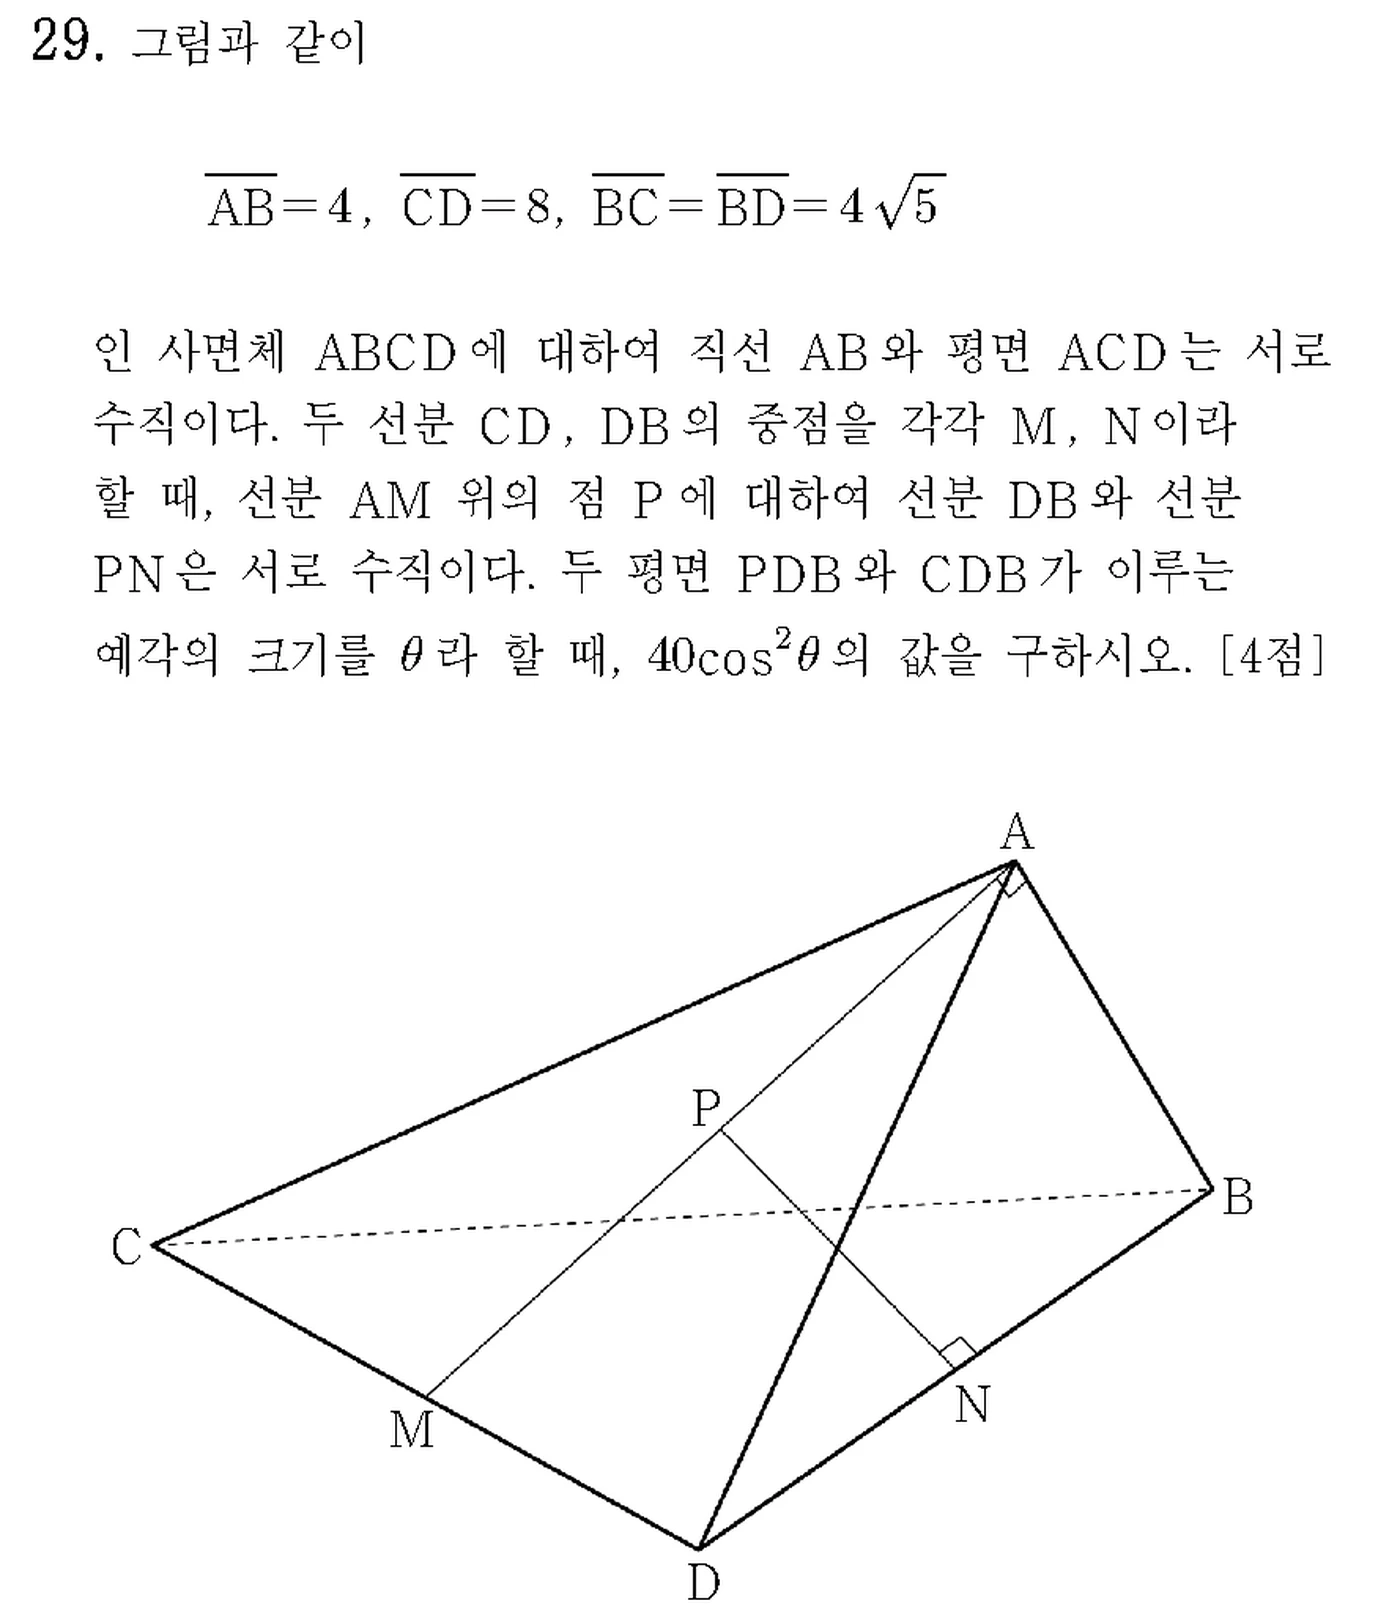 29. 그림과 같이
AB=4, CD=8, BC=BD=4√5
인 사면체 ABCD에 대하여 직선 AB와 평면 ACD는 서로
수직이다. 두 선분 CD, DB의 중점을 각각 M, N이라
할 때, 선분 AM 위의 점 P에 대하여 선분 DB와 선분
PN은 서로 수직이다. 두 평면 PDB와 CDB가 이루는
예각의 크기를 θ라 할 때, 40cos²θ의 값을 구하시오. [4점]
A
P
B
C
M
N
D